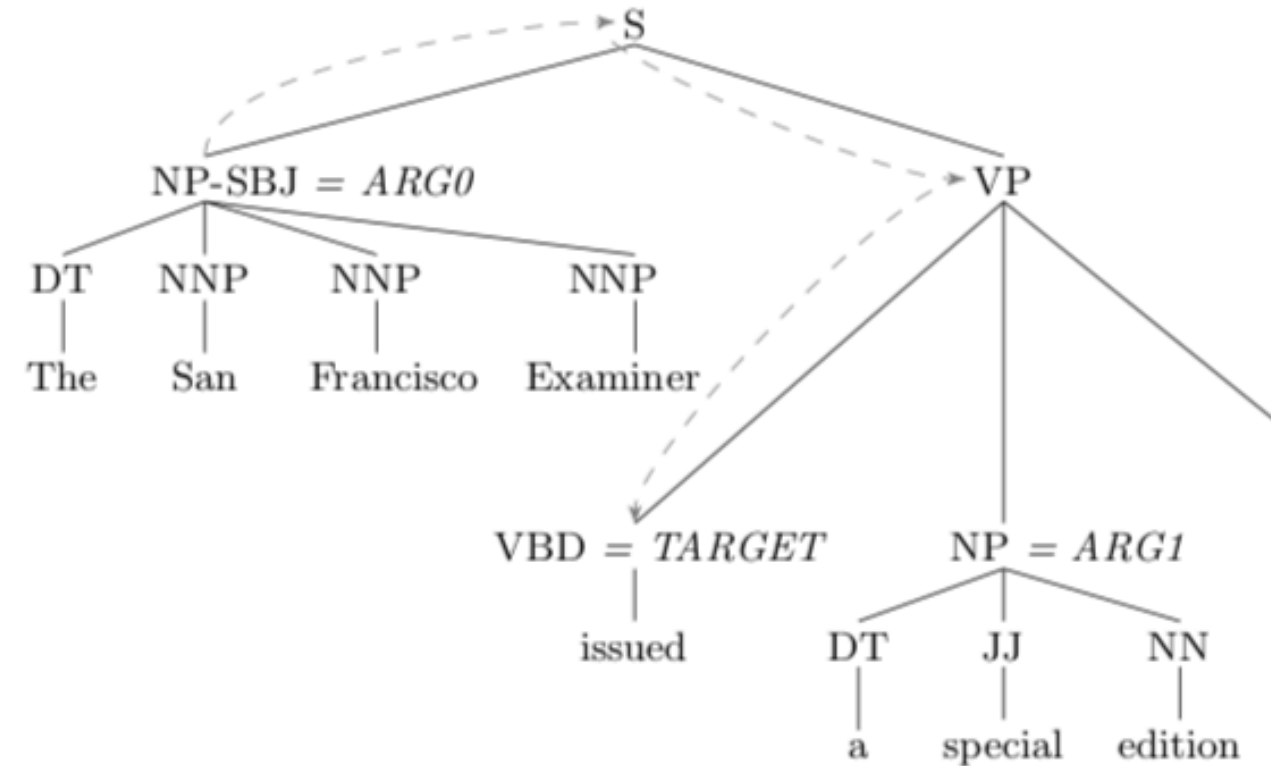 S
NP-SBJ = ARG0 VP
DT NNP NNP NNP
The San Francisco Examiner
VBD = TARGET NP = ARG1
issued DT JJ NN
a special edition